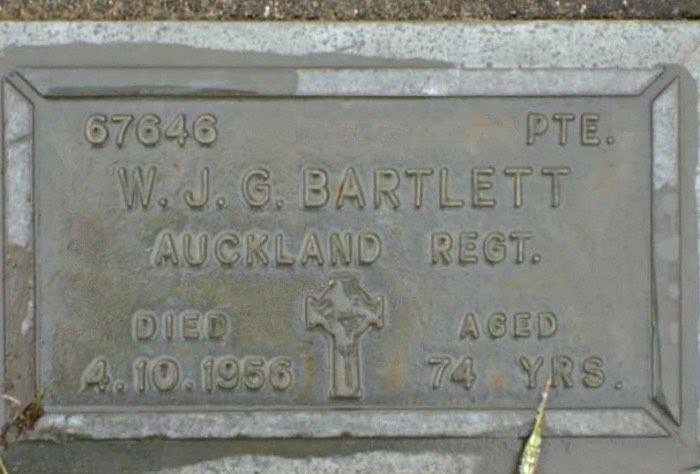 67646 PTE.
W. J. G. BARTLETT
AUCKLAND REGT.
DIED AGED
4.10.1956 74 YRS.